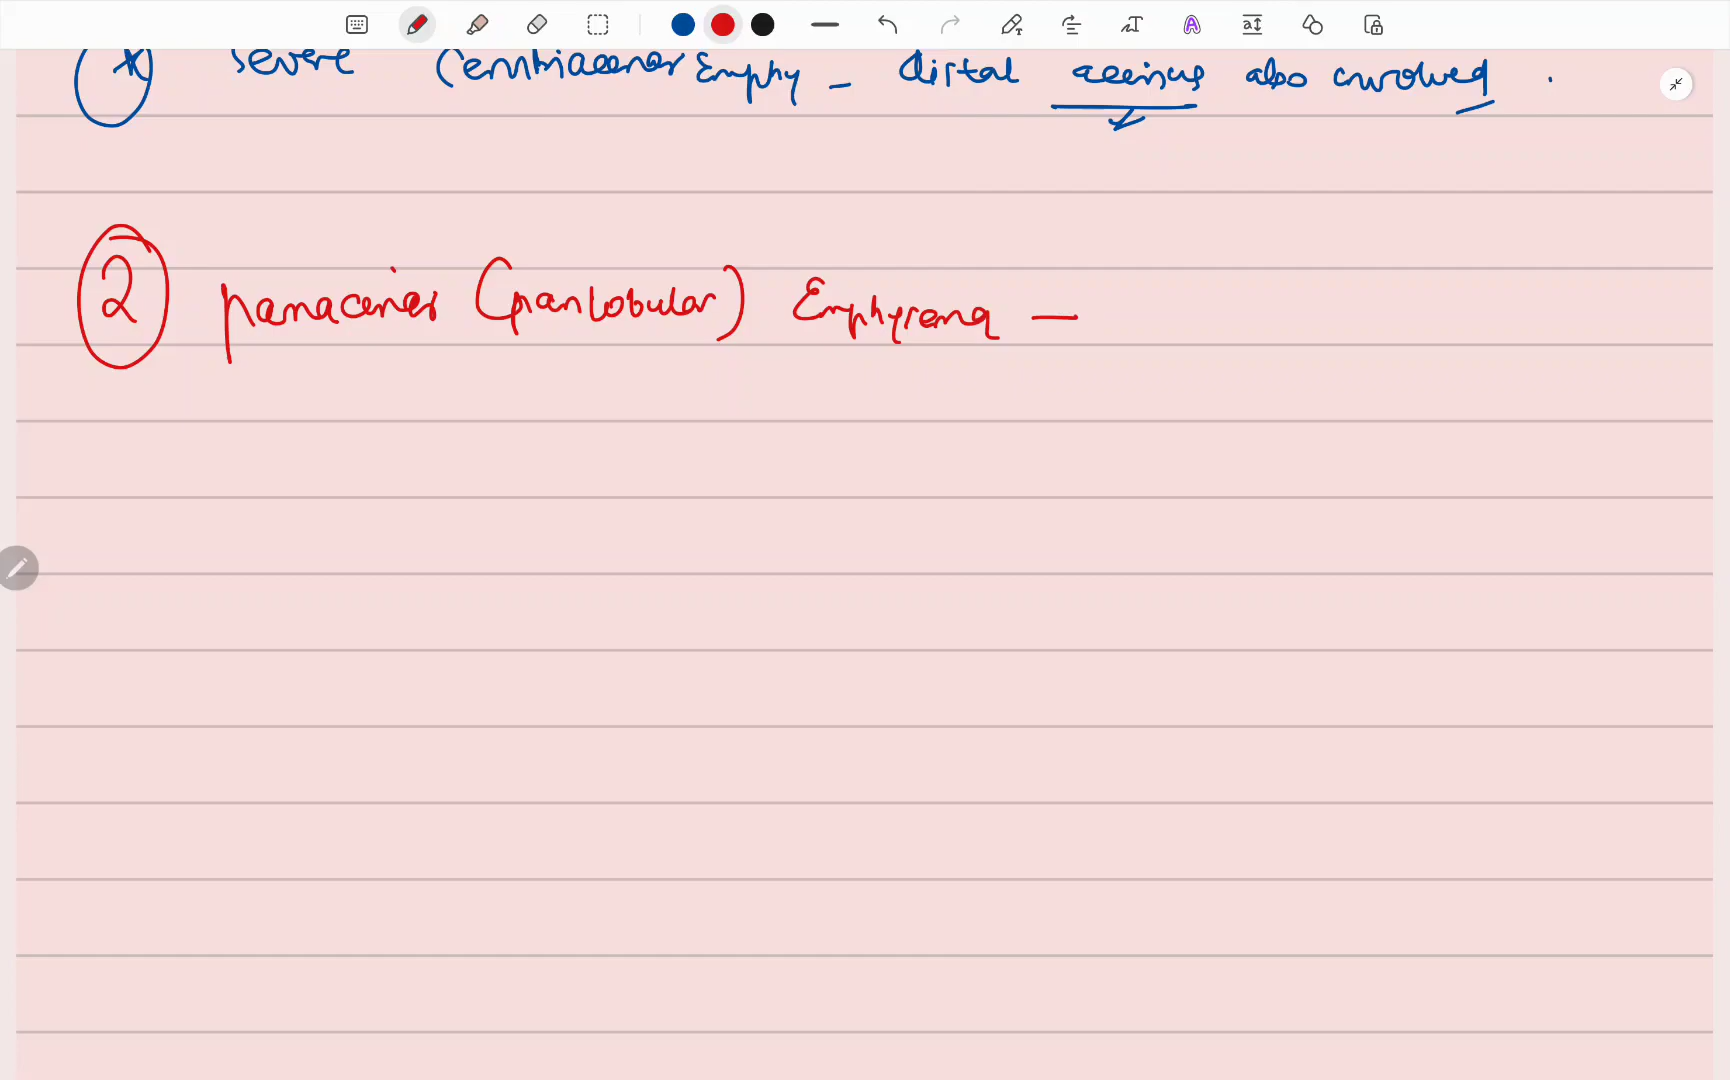 * severe Centriacinar Emphy - distal acinus also involved .
2 panacinar (panlobular) Emphysema -